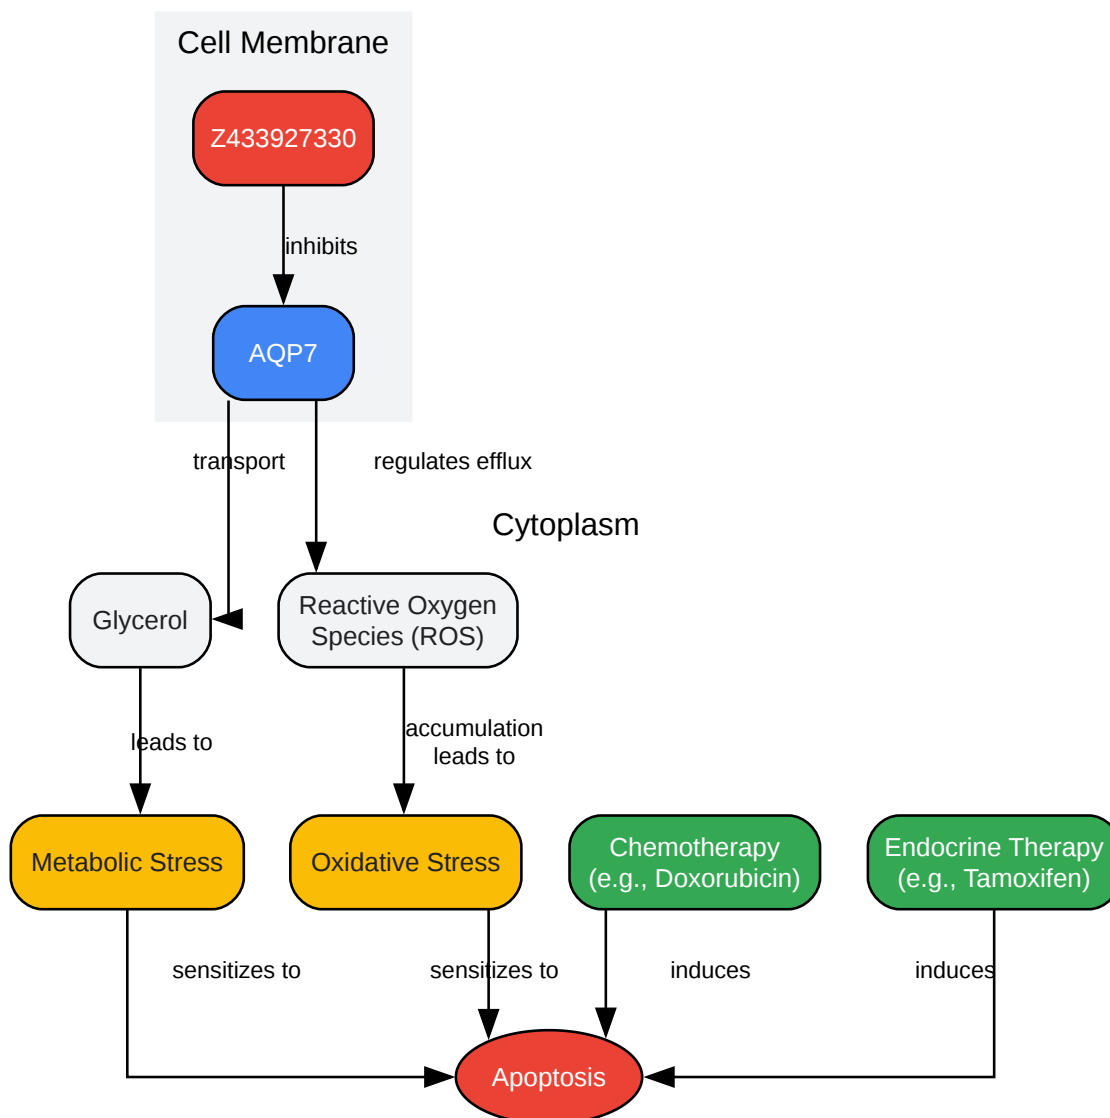 Cell Membrane
Z433927330
inhibits
AQP7
transport
regulates efflux
Cytoplasm
Glycerol
Reactive Oxygen
Species (ROS)
leads to
accumulation
leads to
Metabolic Stress
Oxidative Stress
Chemotherapy
(e.g., Doxorubicin)
Endocrine Therapy
(e.g., Tamoxifen)
sensitizes to
sensitizes to
induces
induces
Apoptosis